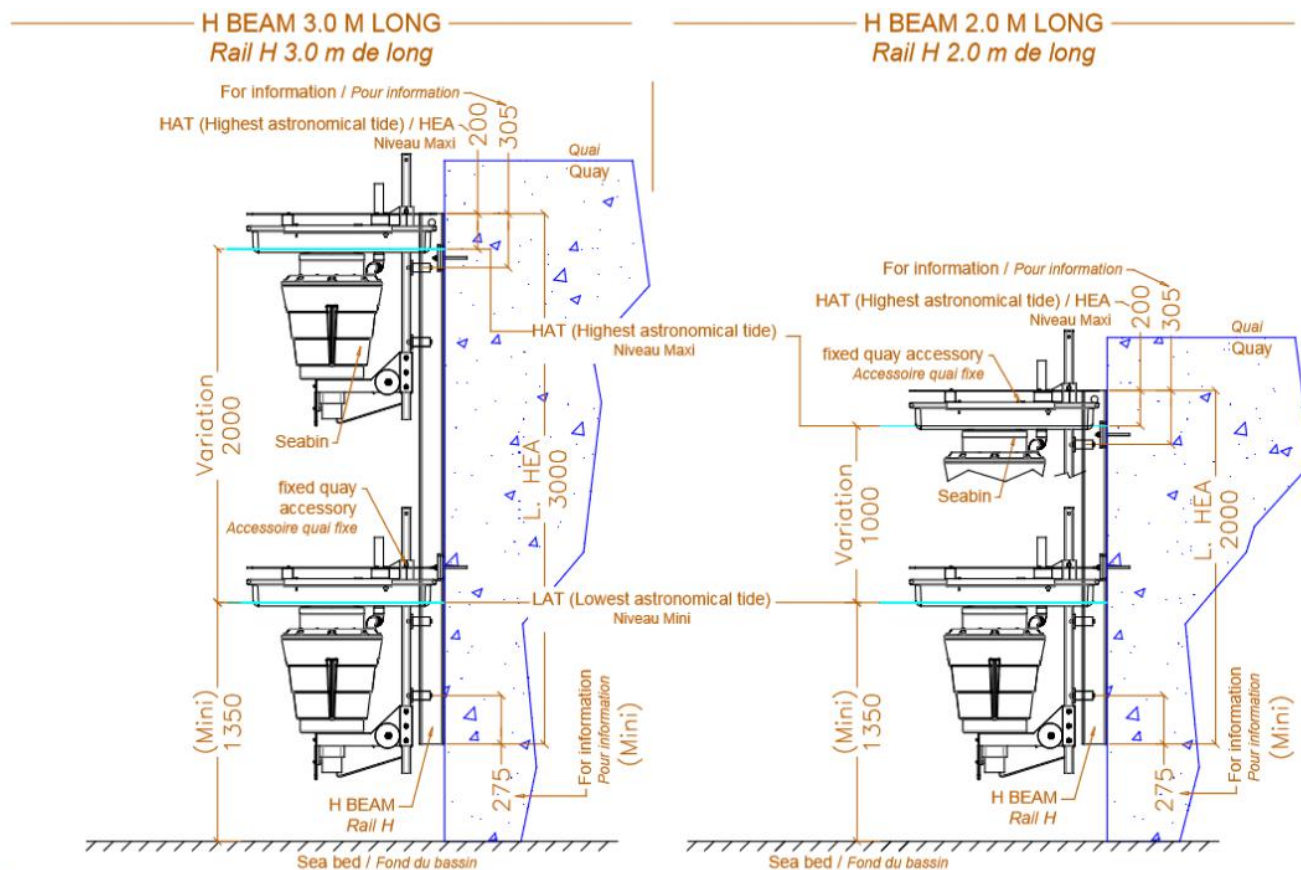 H BEAM 3.0 M LONG
Rail H 3.0 m de long
For information / Pour information
HAT (Highest astronomical tide) / HEA
Niveau Maxi
200
305
Quai
Quay
HAT (Highest astronomical tide)
Niveau Maxi
Variation
2000
Seabin
L. HEA
3000
fixed quay
accessory
Accessoire quai fixe
LAT (Lowest astronomical tide)
Niveau Mini
(Mini)
1350
For information
Pour information
(Mini)
275
H BEAM
Rail H
Sea bed / Fond du bassin
H BEAM 2.0 M LONG
Rail H 2.0 m de long
For information / Pour information
HAT (Highest astronomical tide) / HEA
Niveau Maxi
200
305
Quai
Quay
fixed quay accessory
Accessoire quai fixe
Seabin
Variation
1000
L. HEA
2000
(Mini)
1350
For information
Pour information
(Mini)
275
H BEAM
Rail H
Sea bed / Fond du bassin